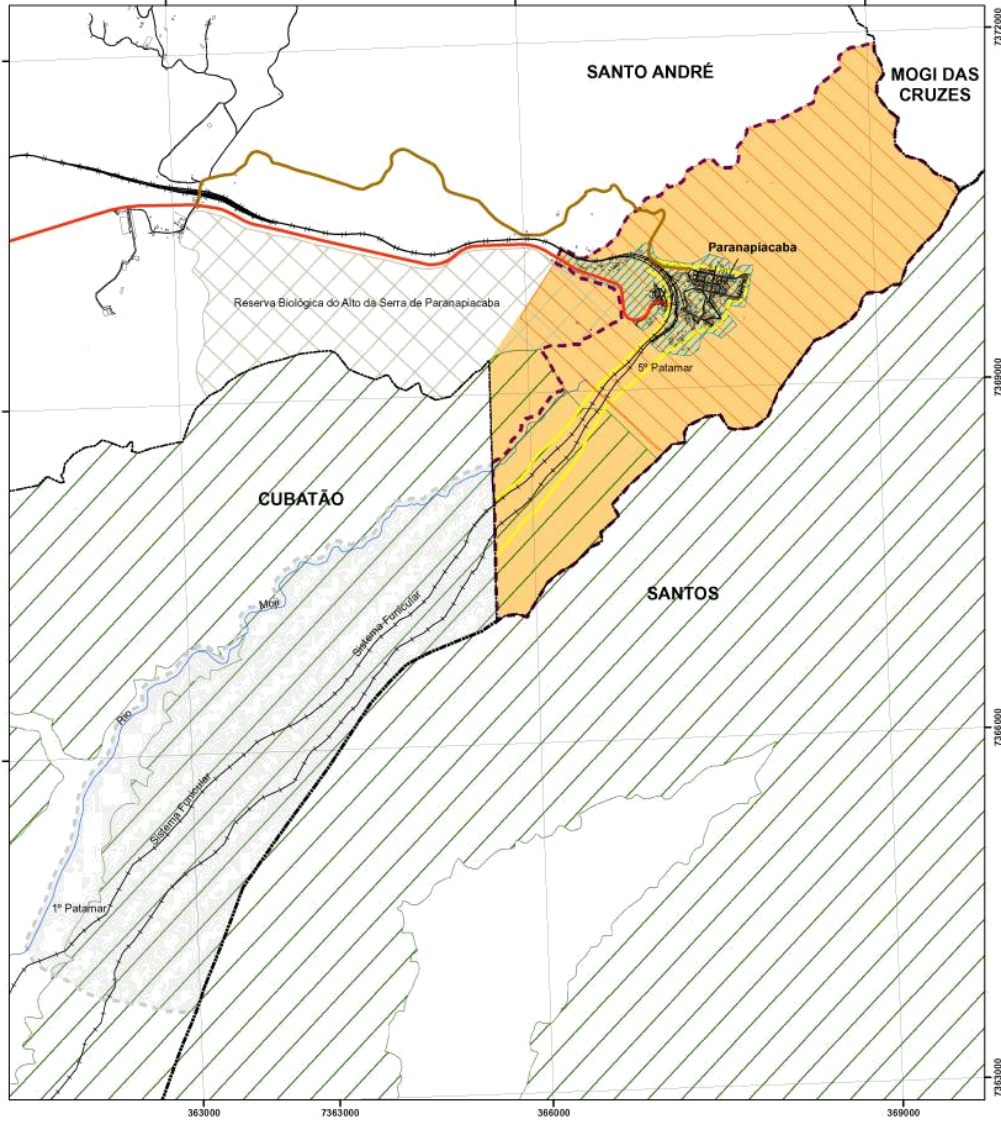 7372000
SANTO ANDRÉ
MOGI DAS
CRUZES
Paranapiacaba
Reserva Biológica do Alto da Serra de Paranapiacaba
5º Patamar
7369000
CUBATÃO
SANTOS
Moji
Sistema Funicular
Rio
7366000
Sistema Funicular
1º Patamar
7363000
363000
7363000
366000
369000